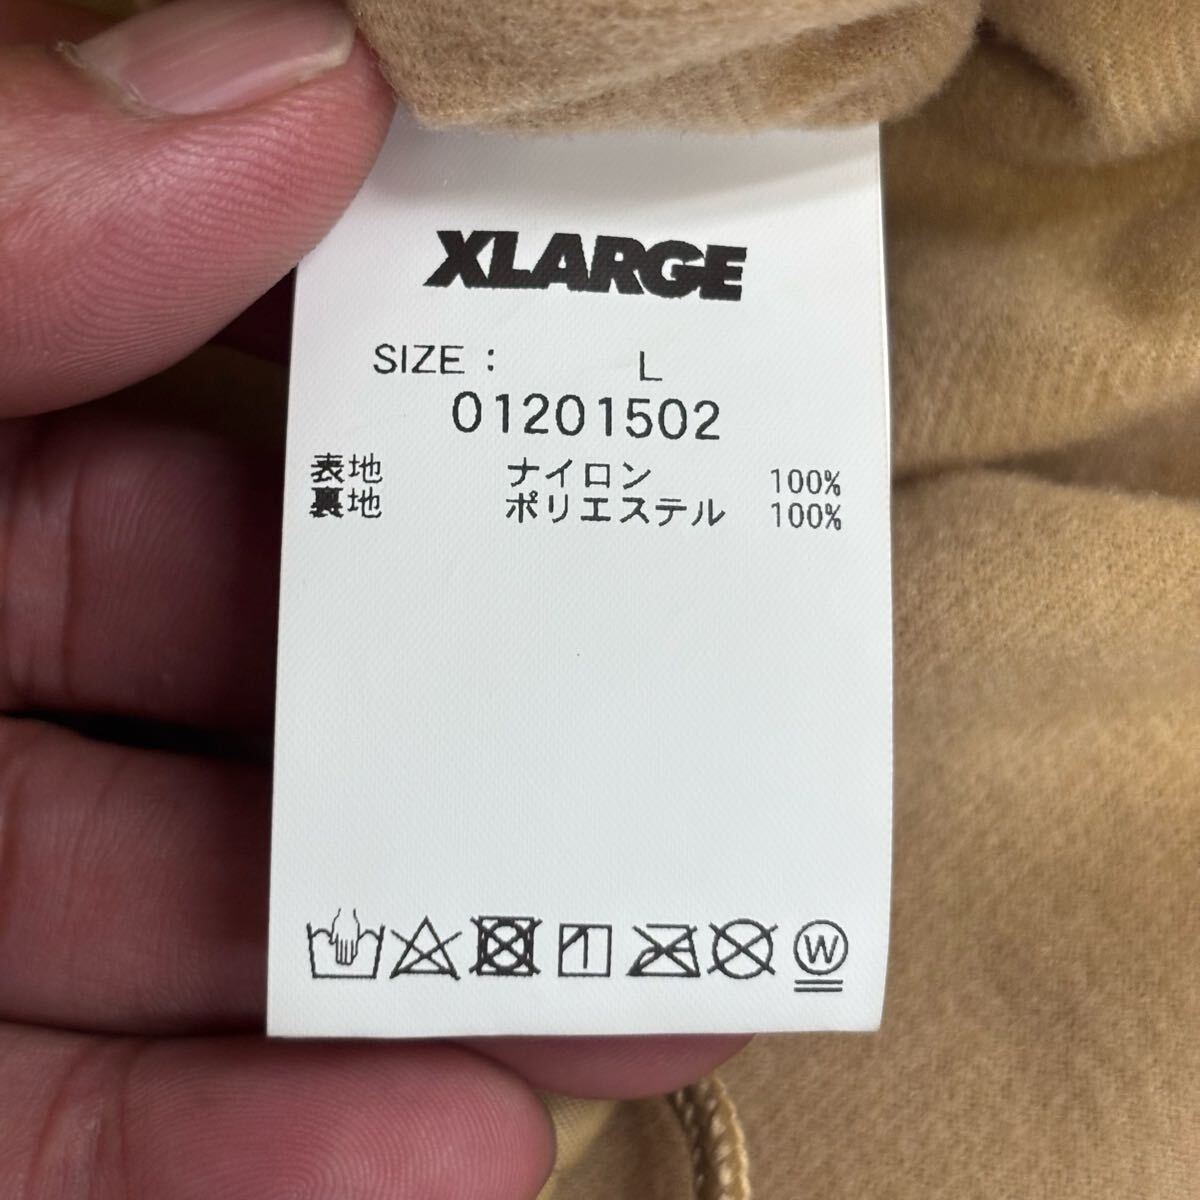 XLARGE
SIZE : L
01201502
表地 ナイロン 100%
裏地 ポリエステル 100%
W